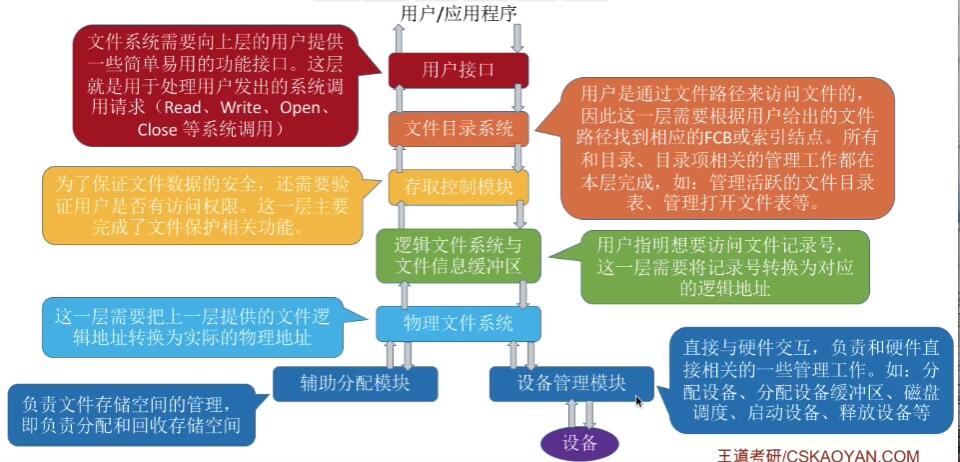 用户/应用程序
文件系统需要向上层的用户提供
一些简单易用的功能接口。这层
就是用于处理用户发出的系统调
用请求（Read、Write、Open、
Close 等系统调用）
用户接口
文件目录系统
用户是通过文件路径来访问文件的，
因此这一层需要根据用户给出的文件
路径找到相应的FCB或索引结点。所有
和目录、目录项相关的管理工作都在
本层完成，如：管理活跃的文件目录
表、管理打开文件表等。
为了保证文件数据的安全，还需要验
证用户是否有访问权限。这一层主要
完成了文件保护相关功能。
存取控制模块
逻辑文件系统与
文件信息缓冲区
用户指明想要访问文件记录号，
这一层需要将记录号转换为对应
的逻辑地址
这一层需要把上一层提供的文件逻
辑地址转换为实际的物理地址
物理文件系统
辅助分配模块
设备管理模块
直接与硬件交互，负责和硬件直
接相关的一些管理工作。如：分
配设备、分配设备缓冲区、磁盘
调度、启动设备、释放设备等
负责文件存储空间的管理，
即负责分配和回收存储空间
设备
王道考研/CSKAOYAN.COM